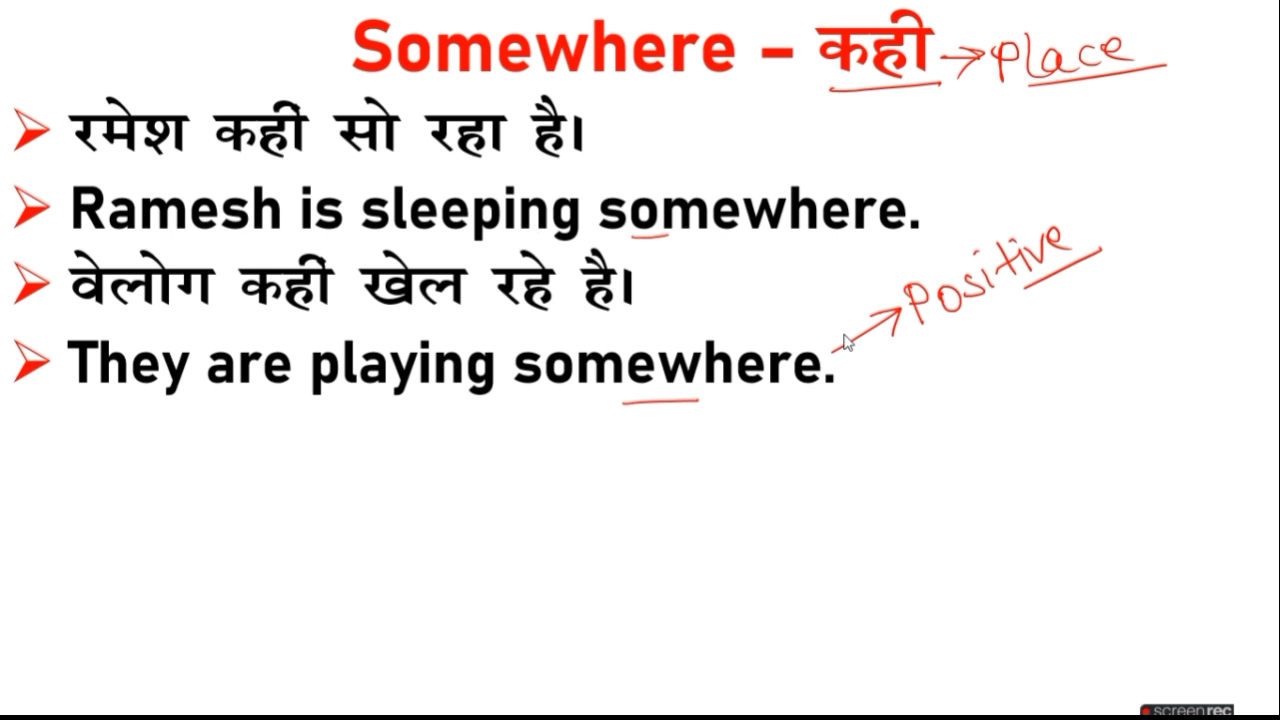 Somewhere – कही → Place
रमेश कहीं सो रहा है।
Ramesh is sleeping somewhere.
वेलोग कहीं खेल रहे है।
They are playing somewhere. → Positive
screenrec